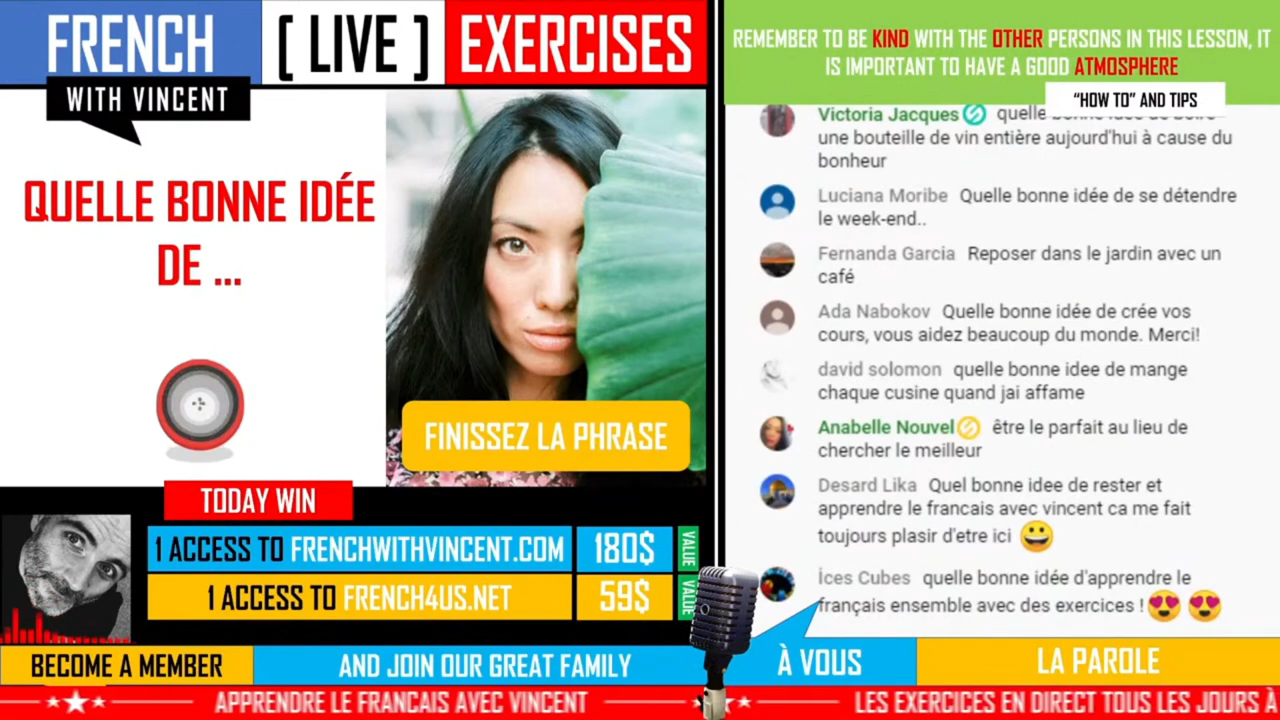 FRENCH
[ LIVE ]
EXERCISES
WITH VINCENT
QUELLE BONNE IDÉE
DE ...
FINISSEZ LA PHRASE
TODAY WIN
1 ACCESS TO FRENCHWITHVINCENT.COM
180$
VALUE
1 ACCESS TO FRENCH4US.NET
59$
VALUE
REMEMBER TO BE KIND WITH THE OTHER PERSONS IN THIS LESSON, IT
IS IMPORTANT TO HAVE A GOOD ATMOSPHERE
"HOW TO" AND TIPS
Victoria Jacques quelle bonne idée de boire
une bouteille de vin entière aujourd'hui à cause du
bonheur
Luciana Moribe Quelle bonne idée de se détendre
le week-end..
Fernanda Garcia Reposer dans le jardin avec un
café
Ada Nabokov Quelle bonne idée de crée vos
cours, vous aidez beaucoup du monde. Merci!
david solomon quelle bonne idee de mange
chaque cusine quand jai affame
Anabelle Nouvel être le parfait au lieu de
chercher le meilleur
Desard Lika Quel bonne idee de rester et
apprendre le francais avec vincent ca me fait
toujours plasir d'etre ici 😀
İces Cubes quelle bonne idée d'apprendre le
français ensemble avec des exercices ! 😍 😍
BECOME A MEMBER
AND JOIN OUR GREAT FAMILY
À VOUS
LA PAROLE
APPRENDRE LE FRANCAIS AVEC VINCENT
LES EXERCICES EN DIRECT TOUS LES JOURS À